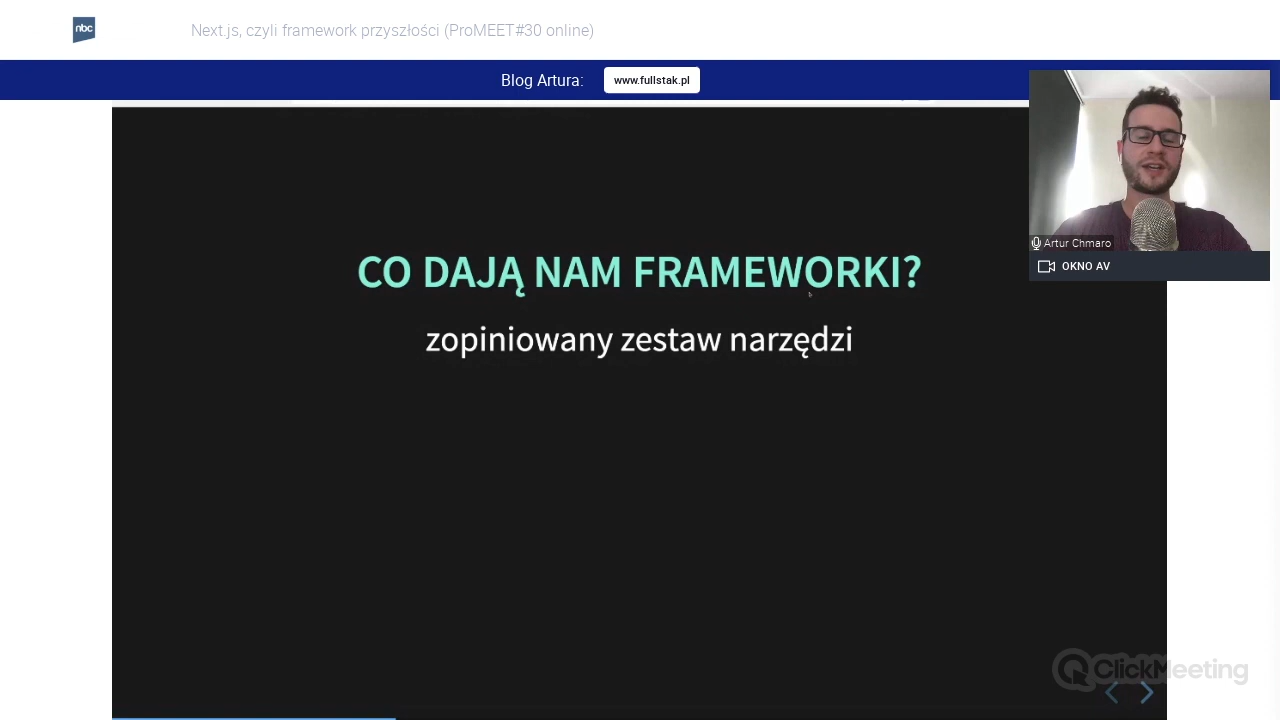 nbc
Next.js, czyli framework przyszłości (ProMEET#30 online)
Blog Artura:
www.fullstak.pl
Artur Chmaro
OKNO AV
CO DAJĄ NAM FRAMEWORKI?
zopiniowany zestaw narzędzi
ClickMeeting